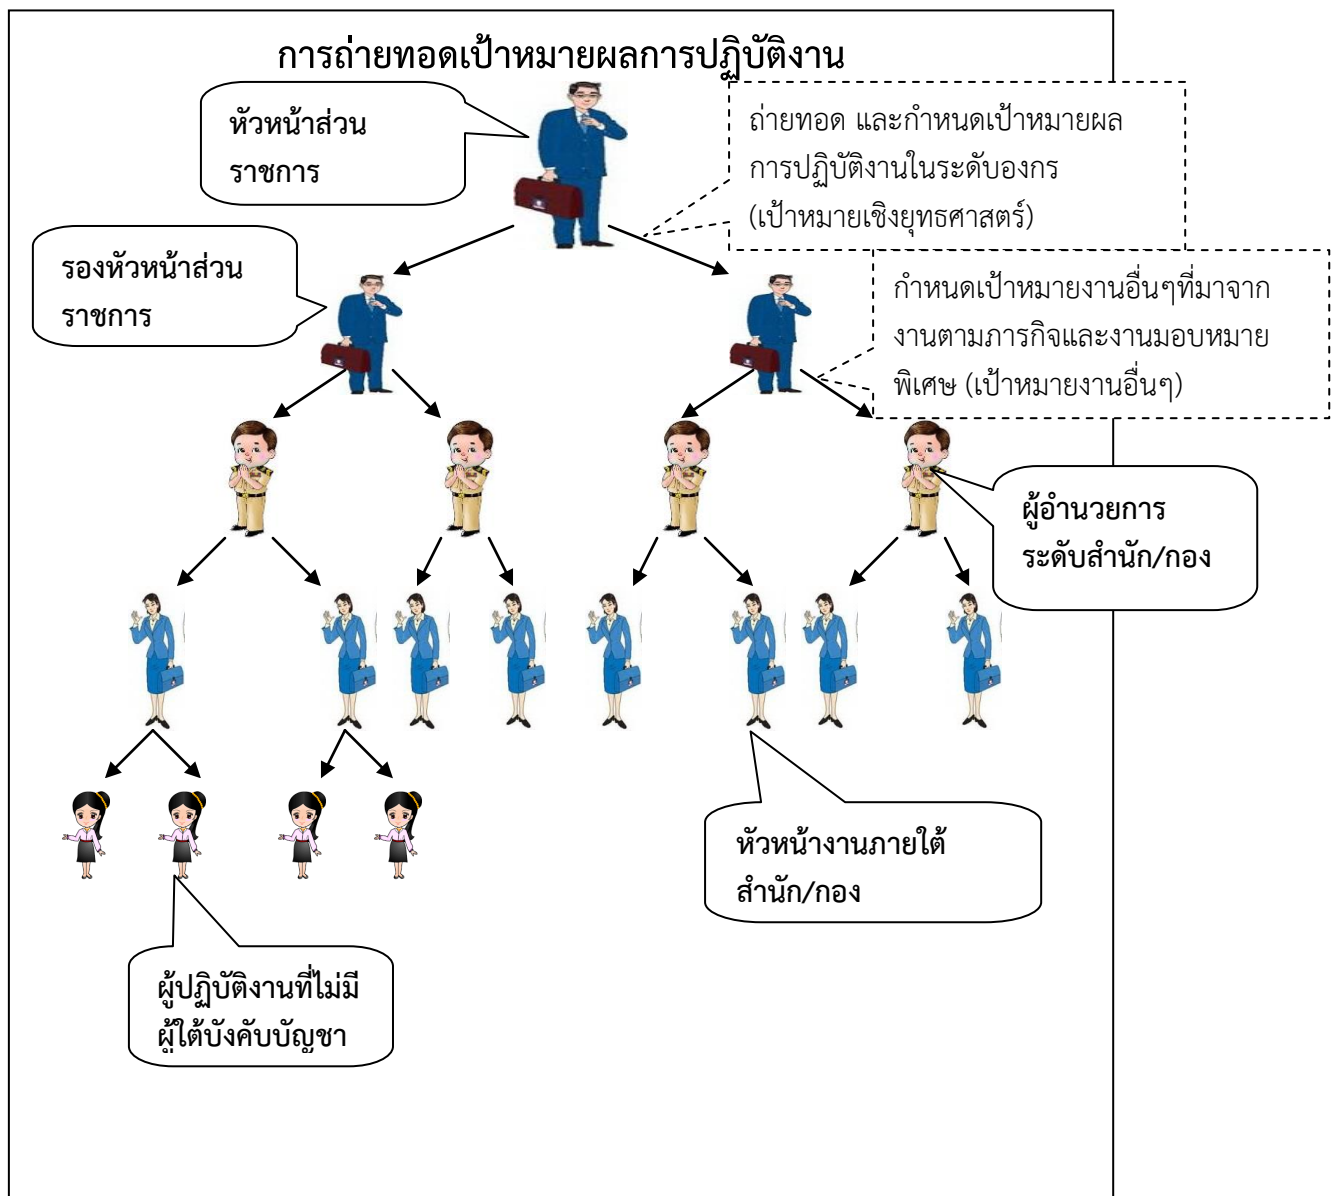 การถ่ายทอดเป้าหมายผลการปฏิบัติงาน
หัวหน้าส่วน
ราชการ
ถ่ายทอด และกำหนดเป้าหมายผล
การปฏิบัติงานในระดับองกร
(เป้าหมายเชิงยุทธศาสตร์)
รองหัวหน้าส่วน
ราชการ
กำหนดเป้าหมายงานอื่นๆที่มาจาก
งานตามภารกิจและงานมอบหมาย
พิเศษ (เป้าหมายงานอื่นๆ)
ผู้อำนวยการ
ระดับสำนัก/กอง
หัวหน้างานภายใต้
สำนัก/กอง
ผู้ปฏิบัติงานที่ไม่มี
ผู้ใต้บังคับบัญชา